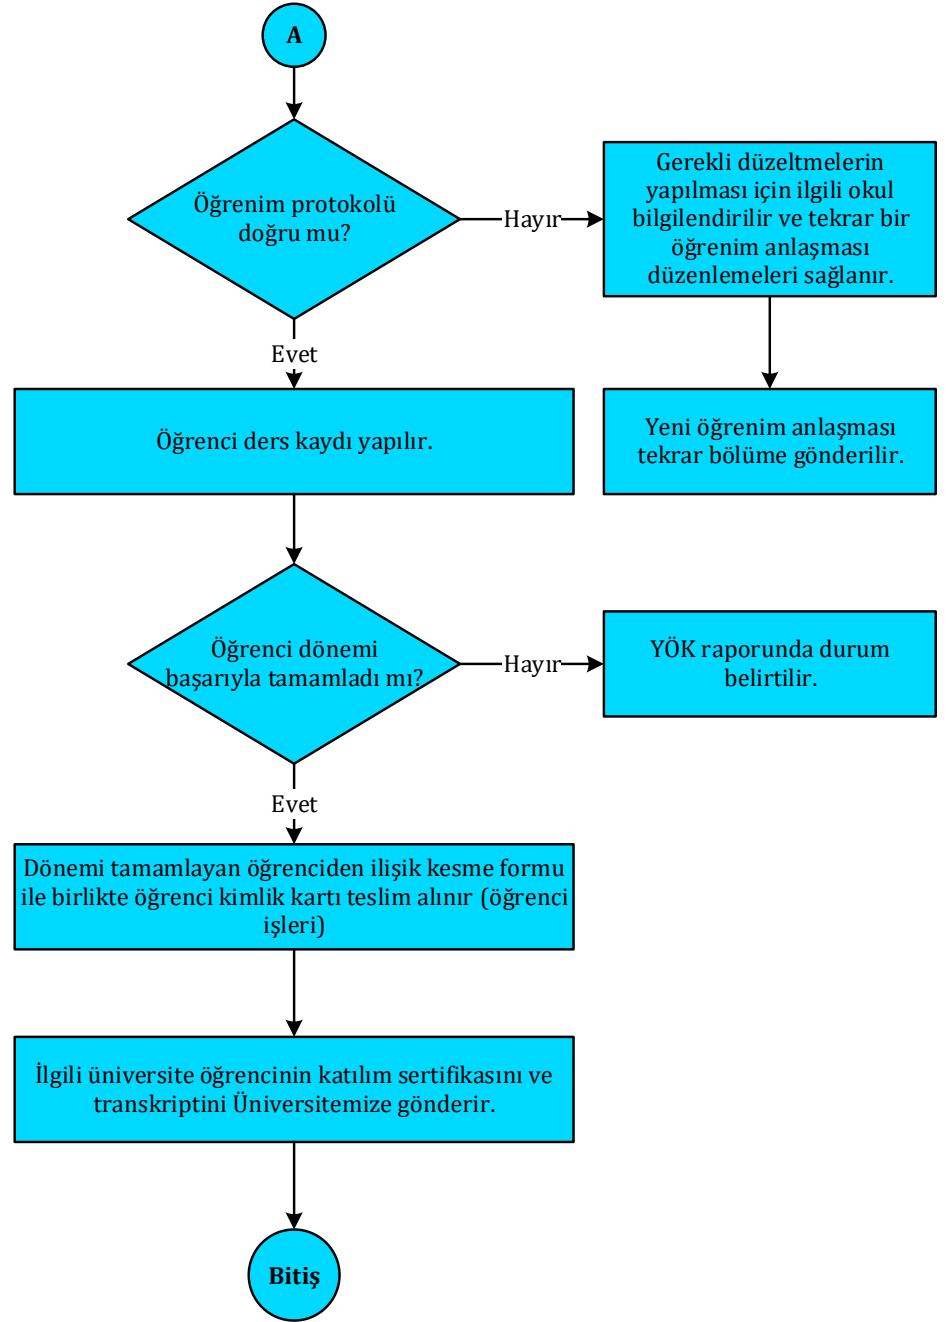 A
Öğrenim protokolü
doğru mu?
Hayır
Gerekli düzeltmelerin
yapılması için ilgili okul
bilgilendirilir ve tekrar bir
öğrenim anlaşması
düzenlemeleri sağlanır.
Evet
Öğrenci ders kaydı yapılır.
Yeni öğrenim anlaşması
tekrar bölüme gönderilir.
Öğrenci dönemi
başarıyla tamamladı mı?
Hayır
YÖK raporunda durum
belirtilir.
Evet
Dönemi tamamlayan öğrenciden ilişik kesme formu
ile birlikte öğrenci kimlik kartı teslim alınır (öğrenci
işleri)
İlgili üniversite öğrencinin katılım sertifikasını ve
transkriptini Üniversitemize gönderir.
Bitiş